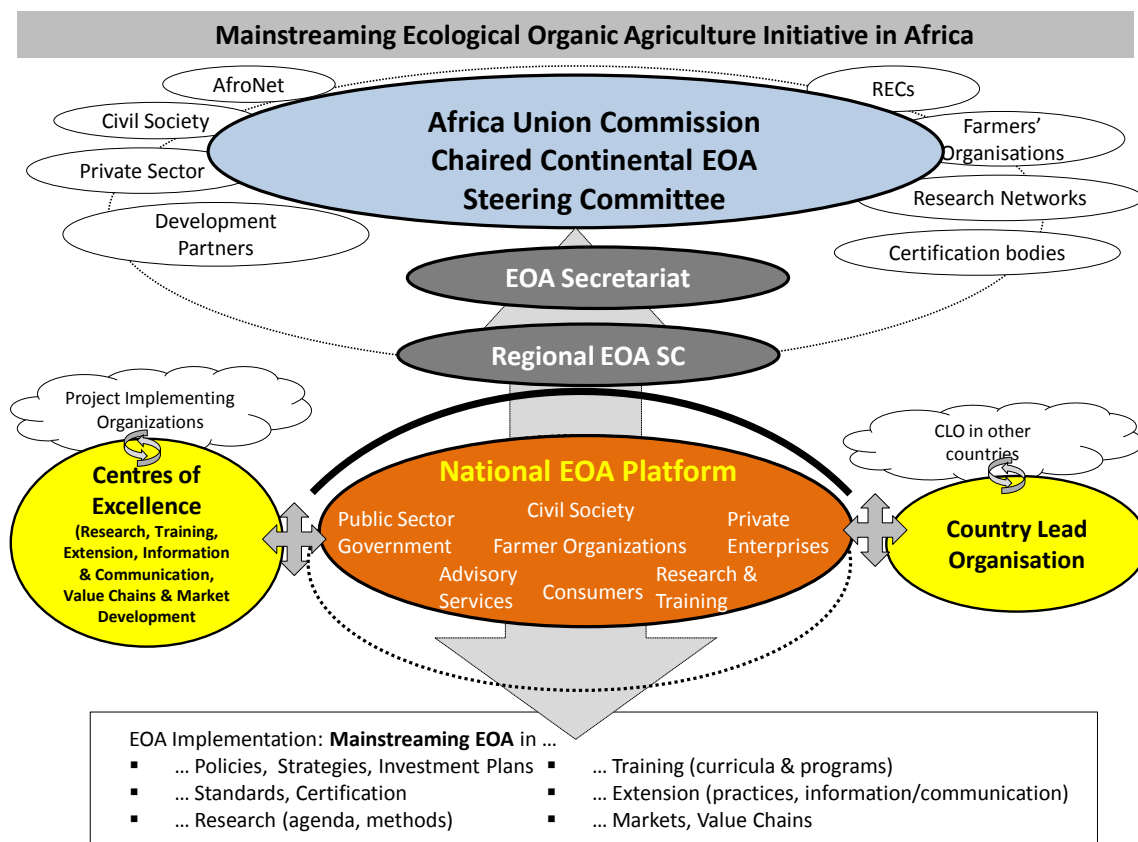 Mainstreaming Ecological Organic Agriculture Initiative in Africa
AfroNet
Civil Society
Private Sector
Development
Partners
Africa Union Commission
Chaired Continental EOA
Steering Committee
RECs
Farmers'
Organisations
Research Networks
Certification bodies
EOA Secretariat
Regional EOA SC
Project Implementing
Organizations
Centres of
Excellence
(Research, Training,
Extension, Information
& Communication,
Value Chains & Market
Development
National EOA Platform
Civil Society
Public Sector
Government
Farmer Organizations
Private
Enterprises
Advisory
Services
Consumers
Research &
Training
CLO in other
countries
Country Lead
Organisation
EOA Implementation: Mainstreaming EOA in …
▪ … Policies, Strategies, Investment Plans
▪ … Standards, Certification
▪ … Research (agenda, methods)
▪ … Training (curricula & programs)
▪ … Extension (practices, information/communication)
▪ … Markets, Value Chains